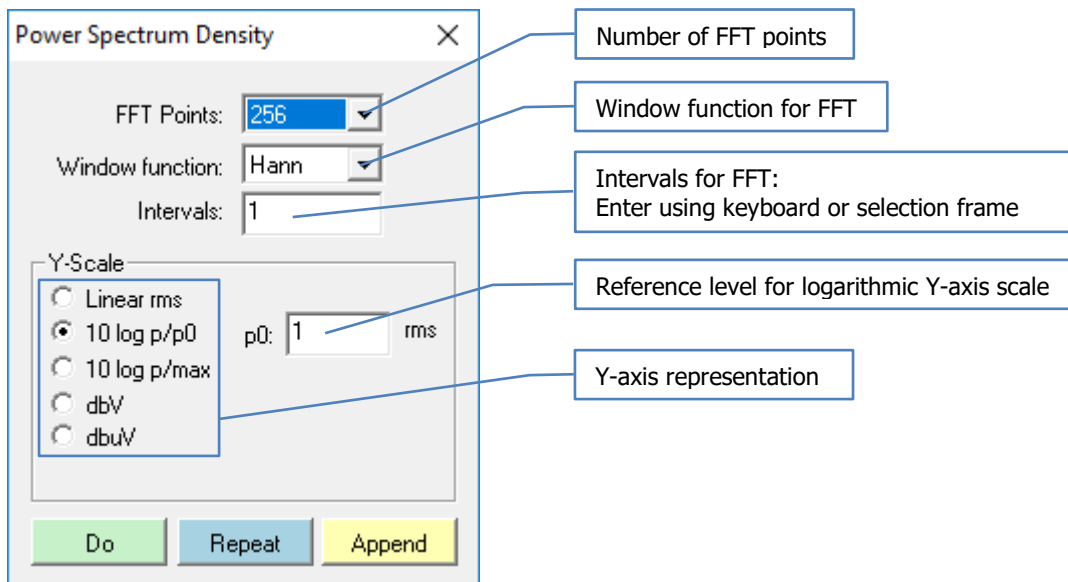 Power Spectrum Density
Number of FFT points
FFT Points: 256
Window function for FFT
Window function: Hann
Intervals for FFT:
Enter using keyboard or selection frame
Intervals: 1
Y-Scale
Linear rms
Reference level for logarithmic Y-axis scale
10 log p/p0
p0: 1 rms
10 log p/max
Y-axis representation
dbV
dbuV
Do Repeat Append